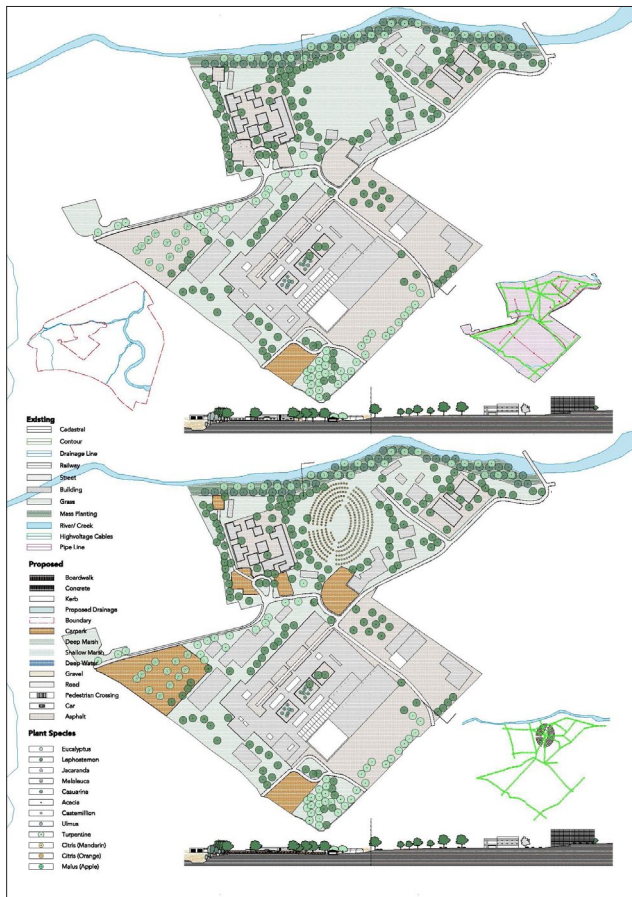 Existing
Cadastral
Contour
Drainage Line
Railway
Street
Building
Grass
Mass Planting
River/ Creek
Highvoltage Cables
Pipe Line
Proposed
Boardwalk
Concrete
Kerb
Proposed Drainage
Boundary
Carpark
Deep Marsh
Shallow Marsh
Deep Water
Gravel
Road
Pedestrian Crossing
Car
Asphalt
Plant Species
Eucalyptus
Lophostemon
Jacaranda
Melaleuca
Casuarina
Acacia
Castemillion
Ulmus
Turpentine
Citris (Mandarin)
Citris (Orange)
Malus (Apple)